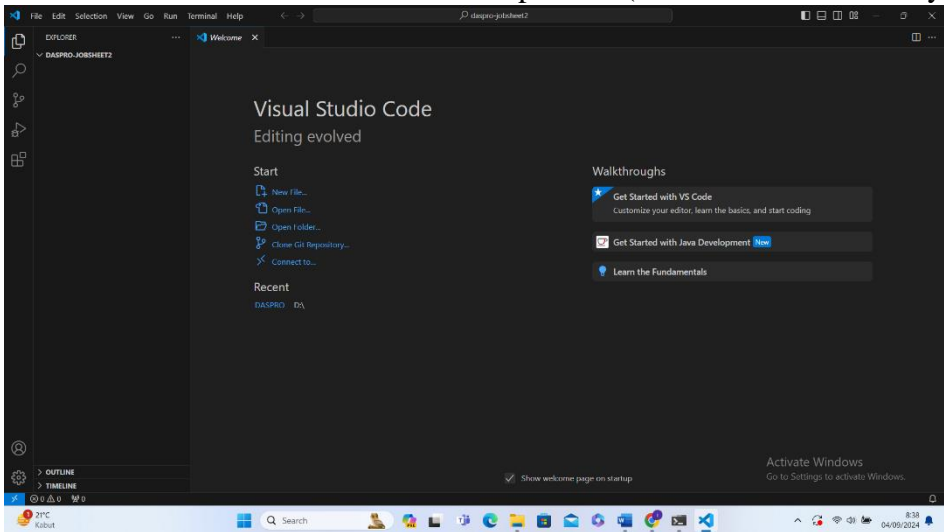 File Edit Selection View Go Run Terminal Help
daspro-jobsheet2
EXPLORER
Welcome
DASPRO-JOBSHEET2
Visual Studio Code
Editing evolved
Start
New File...
Open File...
Open Folder...
Clone Git Repository...
Connect to...
Recent
DASPRO D:\
Walkthroughs
Get Started with VS Code
Customize your editor, learn the basics, and start coding
Get Started with Java Development New
Learn the Fundamentals
OUTLINE
TIMELINE
Show welcome page on startup
Activate Windows
Go to Settings to activate Windows.
0 0 0
21°C
Kabut
Search
8:38
04/09/2024